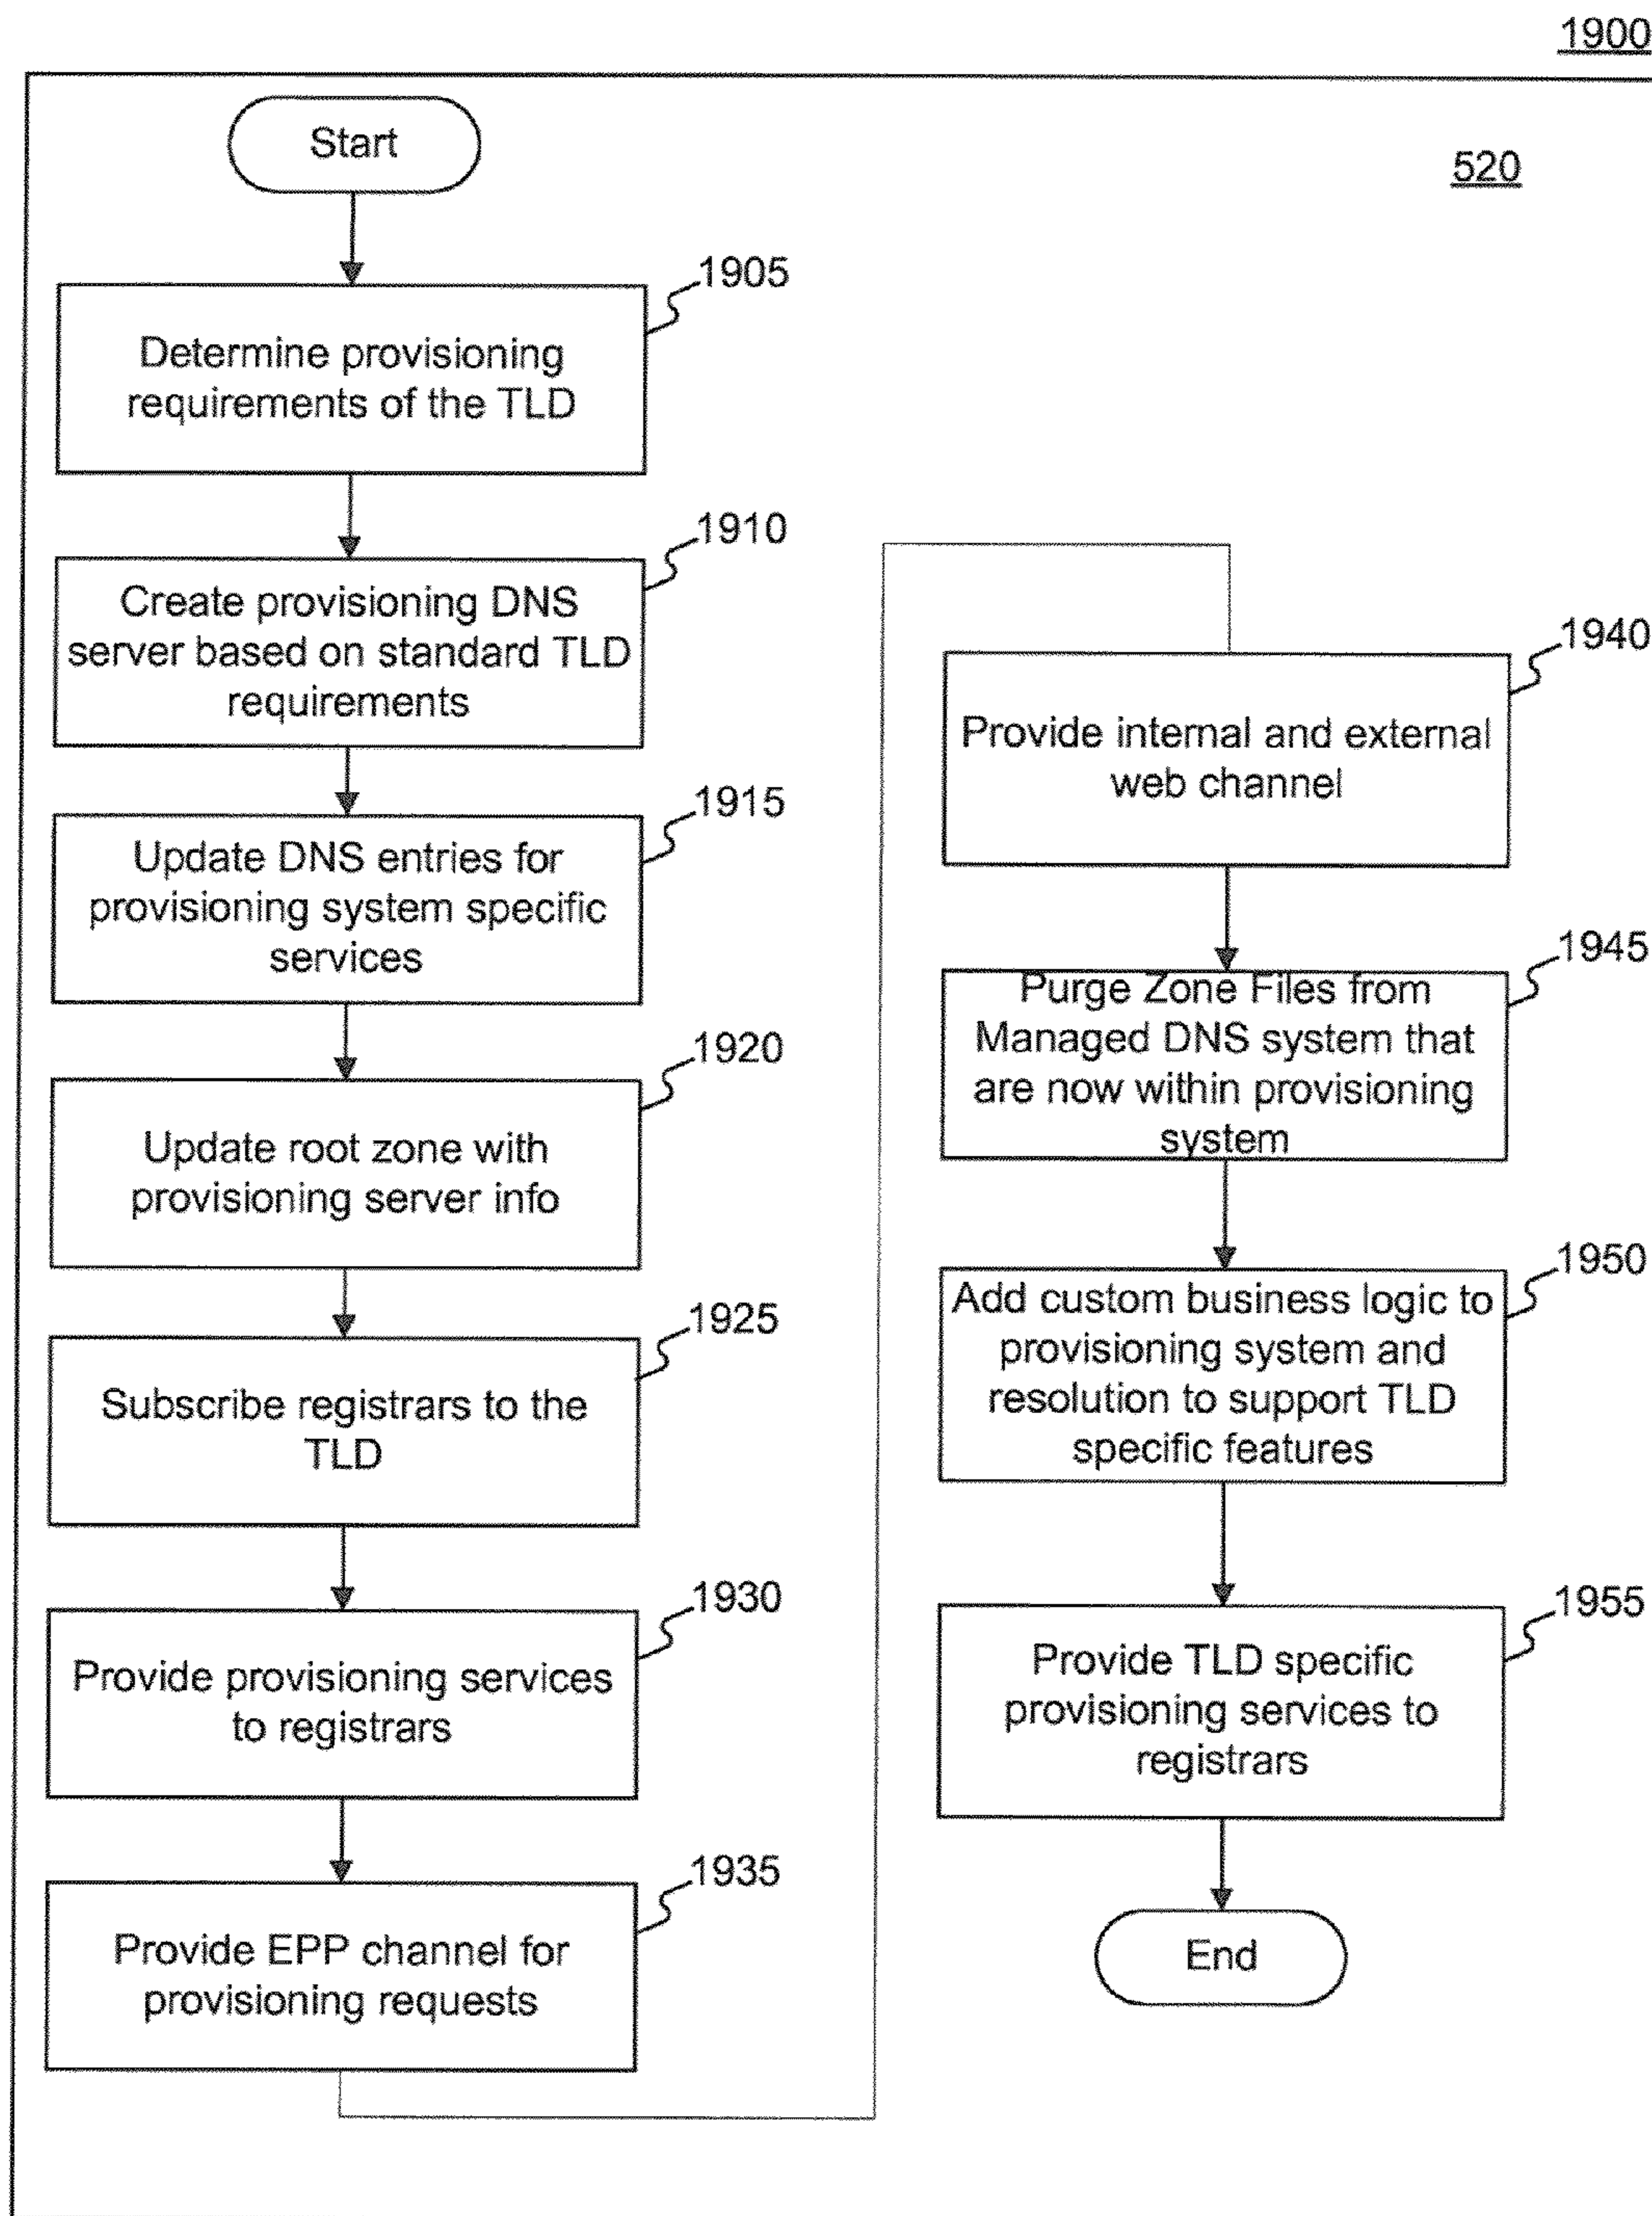 1900
520
Start
1905
Determine provisioning
requirements of the TLD
1910
Create provisioning DNS
server based on standard TLD
requirements
1915
Update DNS entries for
provisioning system specific
services
1920
Update root zone with
provisioning server info
1925
Subscribe registrars to the
TLD
1930
Provide provisioning services
to registrars
1935
Provide EPP channel for
provisioning requests
1940
Provide internal and external
web channel
1945
Purge Zone Files from
Managed DNS system that
are now within provisioning
system
1950
Add custom business logic to
provisioning system and
resolution to support TLD
specific features
1955
Provide TLD specific
provisioning services to
registrars
End